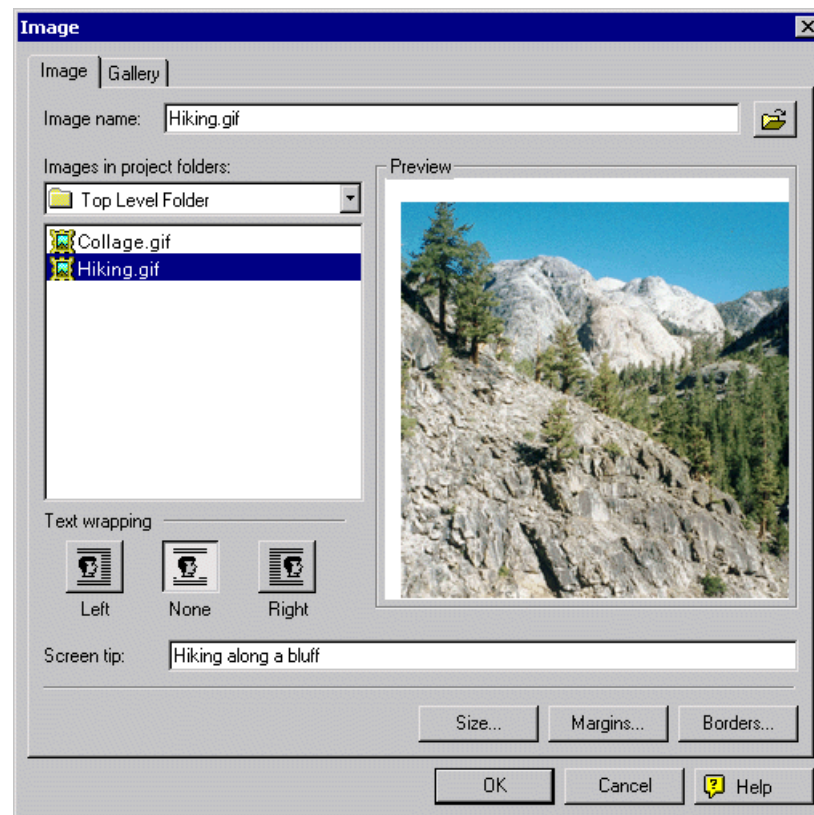 Image
Image Gallery
Image name: Hiking.gif
Images in project folders:
Preview
Top Level Folder
Collage.gif
Hiking.gif
Text wrapping
Left None Right
Screen tip: Hiking along a bluff
Size... Margins... Borders...
OK Cancel Help